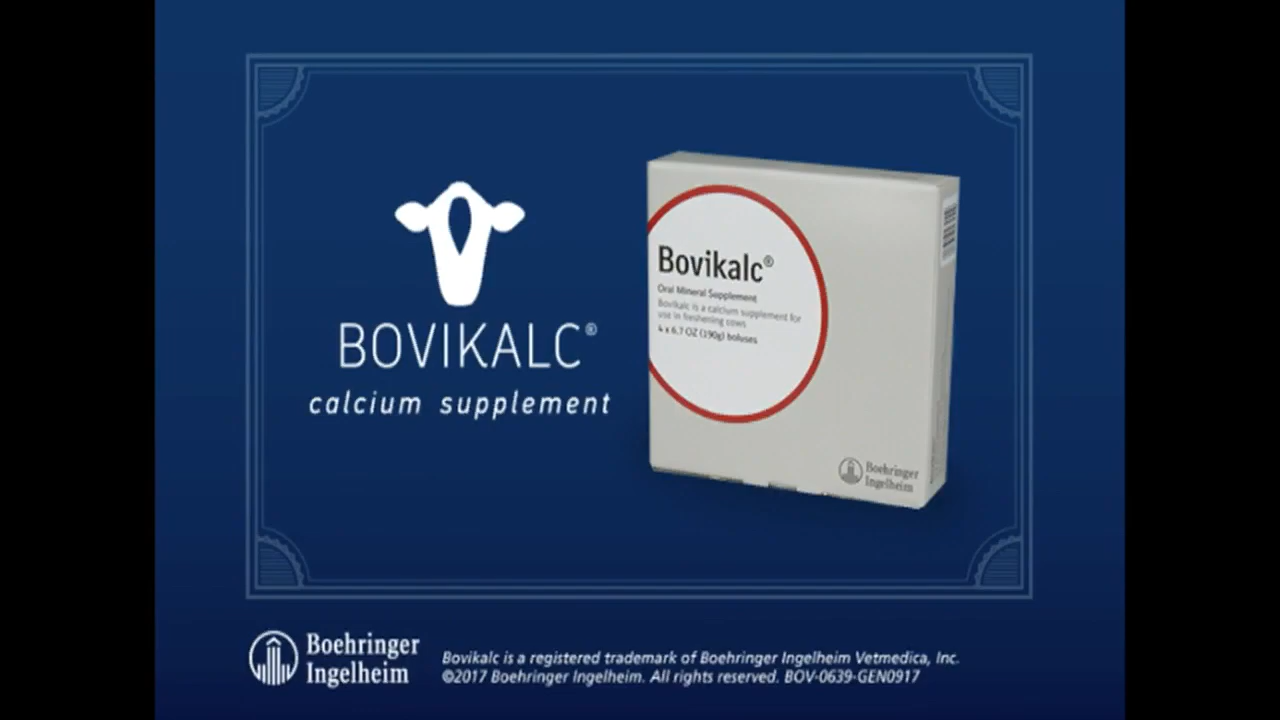 BOVIKALC®
calcium supplement
Bovikalc®
Oral Mineral Supplement
Bovikalc is a calcium supplement for
use in freshening cows
4 x 6.7 OZ (190g) boluses
Boehringer
Ingelheim
Boehringer
Ingelheim
Bovikalc is a registered trademark of Boehringer Ingelheim Vetmedica, Inc.
©2017 Boehringer Ingelheim. All rights reserved. BOV-0639-GEN0917